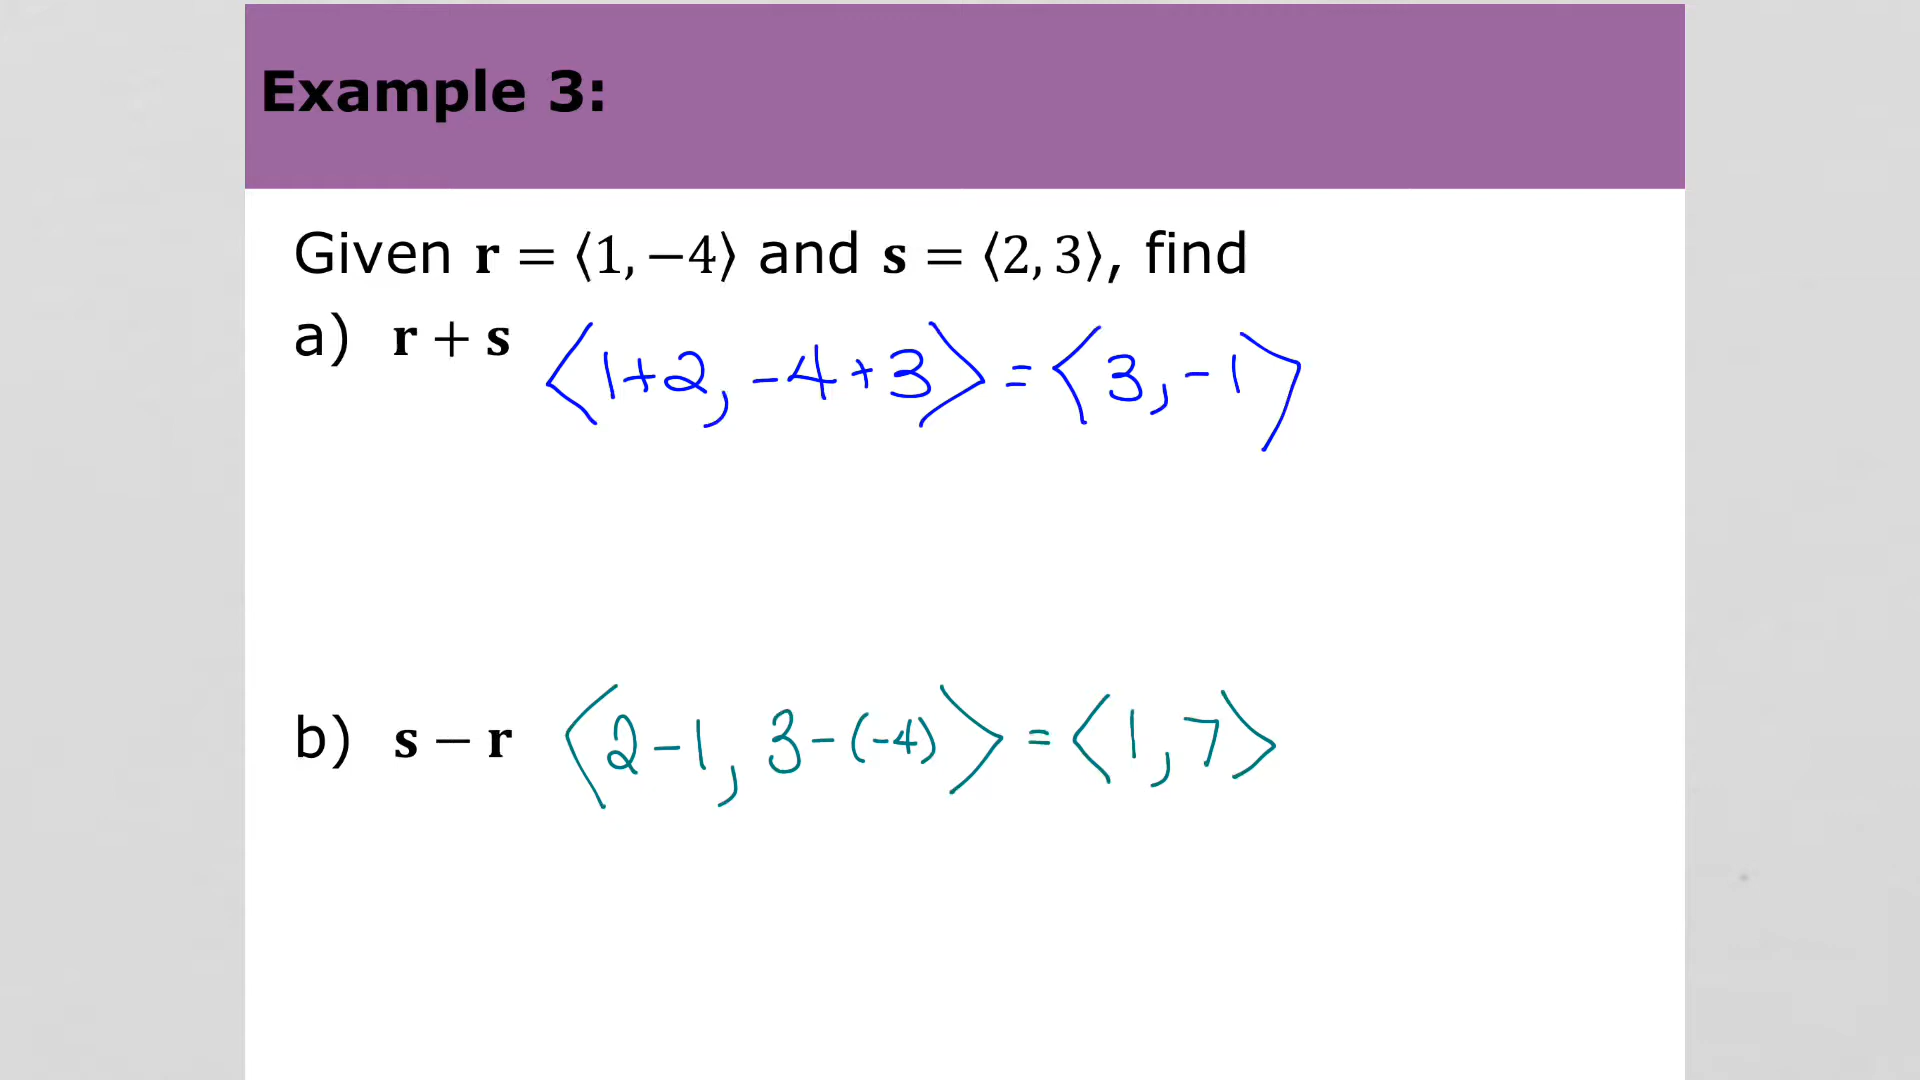 Example 3:
Given r = ⟨1, −4⟩ and s = ⟨2, 3⟩, find
a) r + s ⟨1+2, -4+3⟩ = ⟨3, -1⟩
b) s − r ⟨2-1, 3-(-4)⟩ = ⟨1, 7⟩